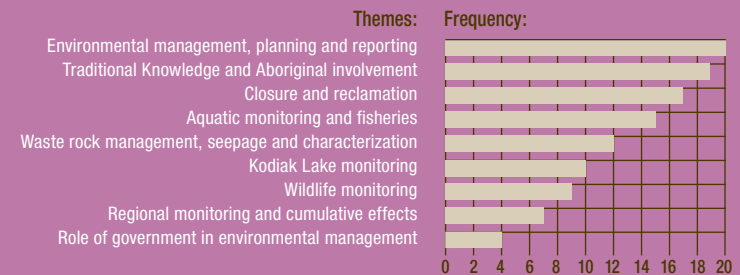 Themes: Frequency:
Environmental management, planning and reporting
Traditional Knowledge and Aboriginal involvement
Closure and reclamation
Aquatic monitoring and fisheries
Waste rock management, seepage and characterization
Kodiak Lake monitoring
Wildlife monitoring
Regional monitoring and cumulative effects
Role of government in environmental management
0 2 4 6 8 10 12 14 16 18 20